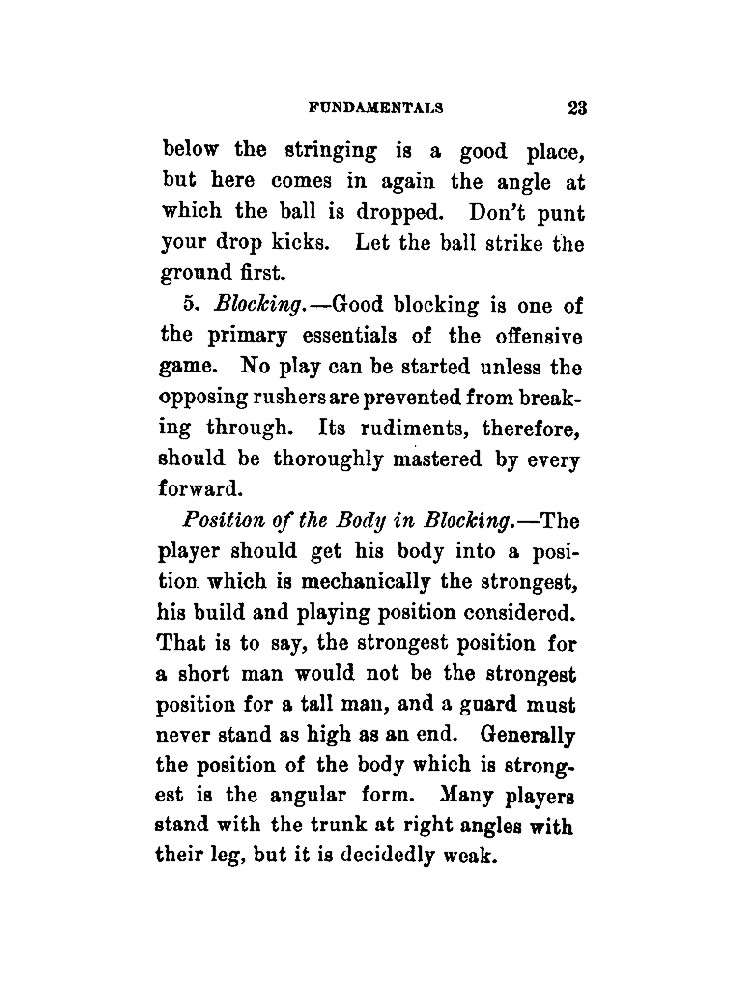 FUNDAMENTALS 23
below the stringing is a good place,
but here comes in again the angle at
which the ball is dropped. Don't punt
your drop kicks. Let the ball strike the
ground first.
5. Blocking.—Good blocking is one of
the primary essentials of the offensive
game. No play can be started unless the
opposing rushers are prevented from break-
ing through. Its rudiments, therefore,
should be thoroughly mastered by every
forward.
Position of the Body in Blocking.—The
player should get his body into a posi-
tion which is mechanically the strongest,
his build and playing position considered.
That is to say, the strongest position for
a short man would not be the strongest
position for a tall man, and a guard must
never stand as high as an end. Generally
the position of the body which is strong-
est is the angular form. Many players
stand with the trunk at right angles with
their leg, but it is decidedly weak.